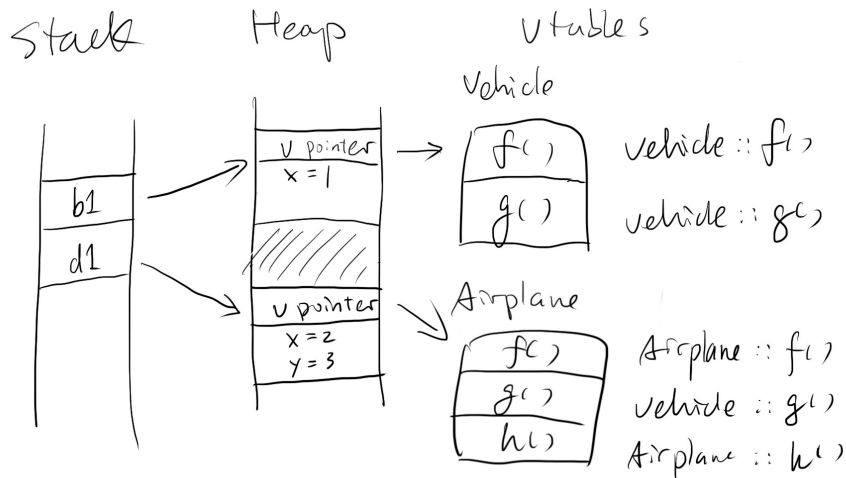 Stack Heap Vtables
Vehicle
v pointer
x = 1
f()
vehicle :: f()
b1
g()
vehicle :: g()
d1
v pointer
x = 2
y = 3
Airplane
f()
Airplane :: f()
g()
vehicle :: g()
h()
Airplane :: h()